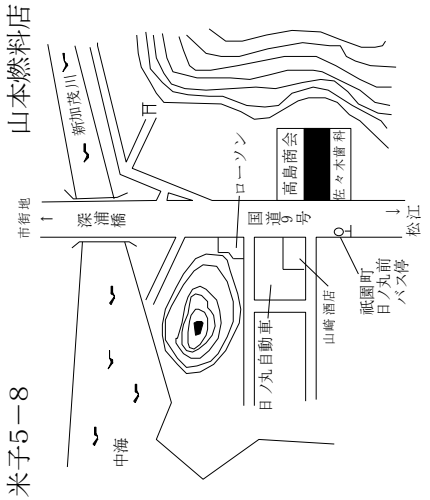 米子5－8
山本燃料店
市街地
新加茂川
深浦橋
ローソン
国道9号
高島商会
佐々木歯科
松江
祇園町
日ノ丸前
バス停
山崎酒店
日ノ丸自動車
中海